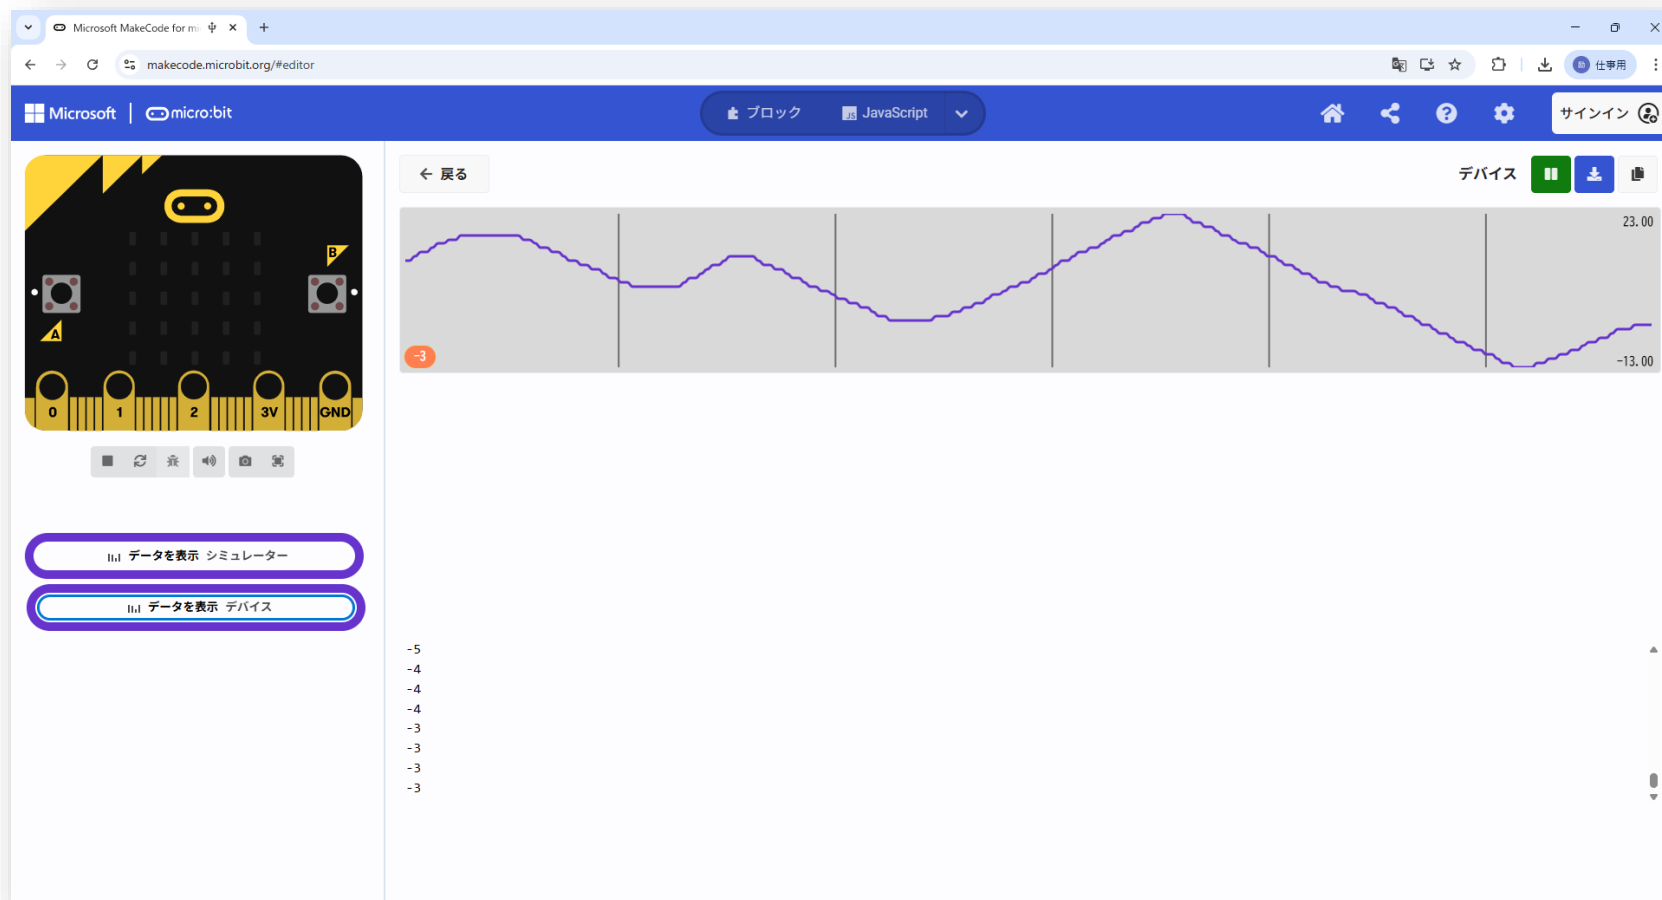 Microsoft MakeCode for mi
makecode.microbit.org/#editor
仕事用
Microsoft
micro:bit
ブロック
JS
JavaScript
サインイン
戻る
デバイス
B
A
0
1
2
3V
GND
23.00
-3
-13.00
データを表示 シミュレーター
データを表示 デバイス
-5
-4
-4
-4
-3
-3
-3
-3